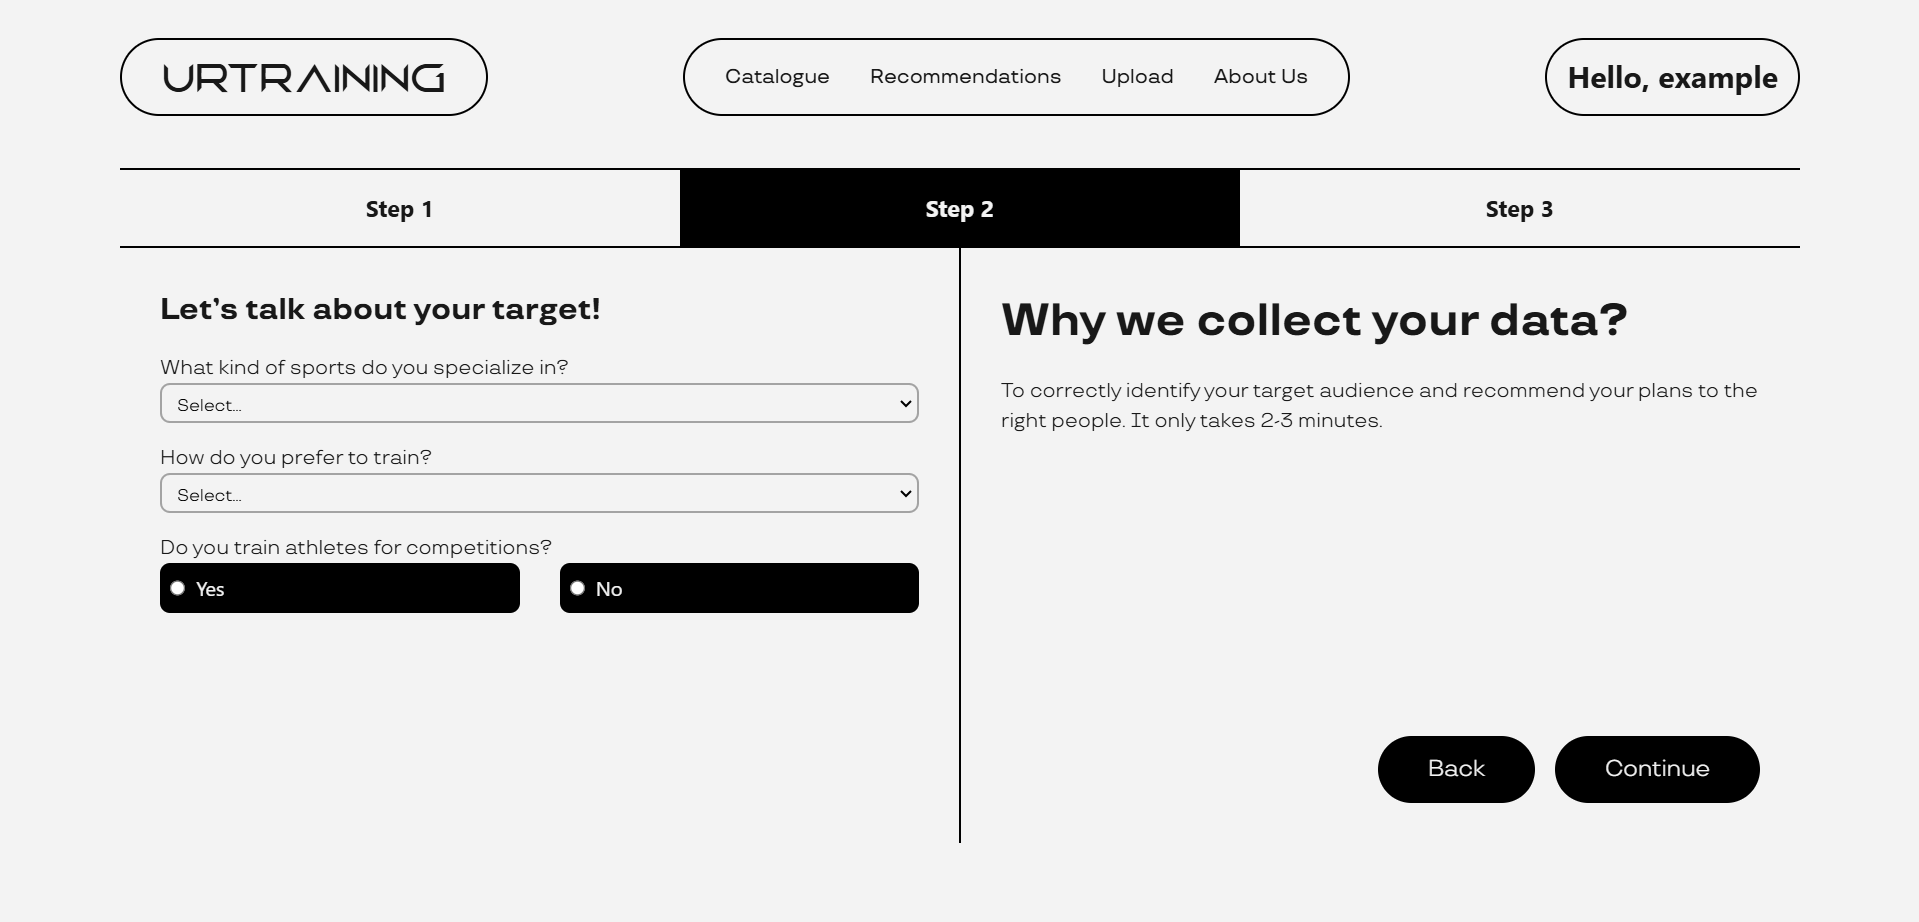 URTRAINING
Catalogue Recommendations Upload About Us
Hello, example
Step 1
Step 2
Step 3
Let's talk about your target!
What kind of sports do you specialize in?
Select...
How do you prefer to train?
Select...
Do you train athletes for competitions?
Yes
No
Why we collect your data?
To correctly identify your target audience and recommend your plans to the
right people. It only takes 2-3 minutes.
Back
Continue